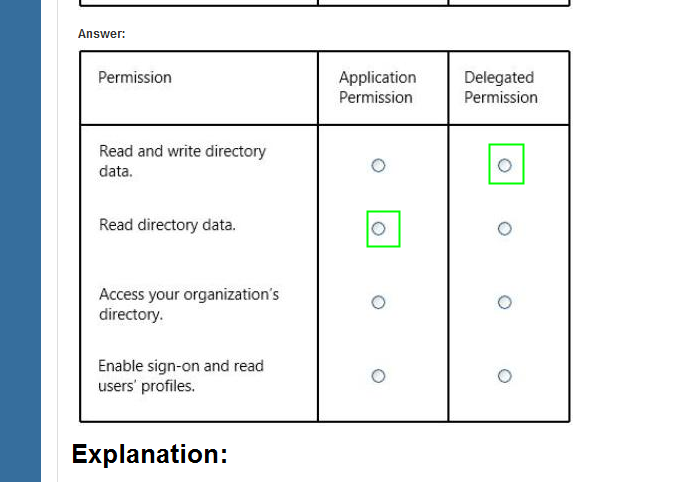 Answer:
Permission
Application
Permission
Delegated
Permission
Read and write directory
data.
Read directory data.
Access your organization's
directory.
Enable sign-on and read
users' profiles.
Explanation: